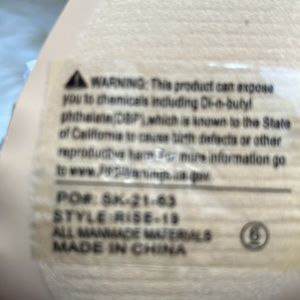 WARNING: This product can expose
you to chemicals including Di-n-butyl
phthalate(DBP),which is known to the State
of California to cause birth defects or other
reproductive harm For more information go
to www.P65Warnings.ca.gov.
PO#: SK-21-63
STYLE: RISE-19
ALL MANMADE MATERIALS
MADE IN CHINA
6